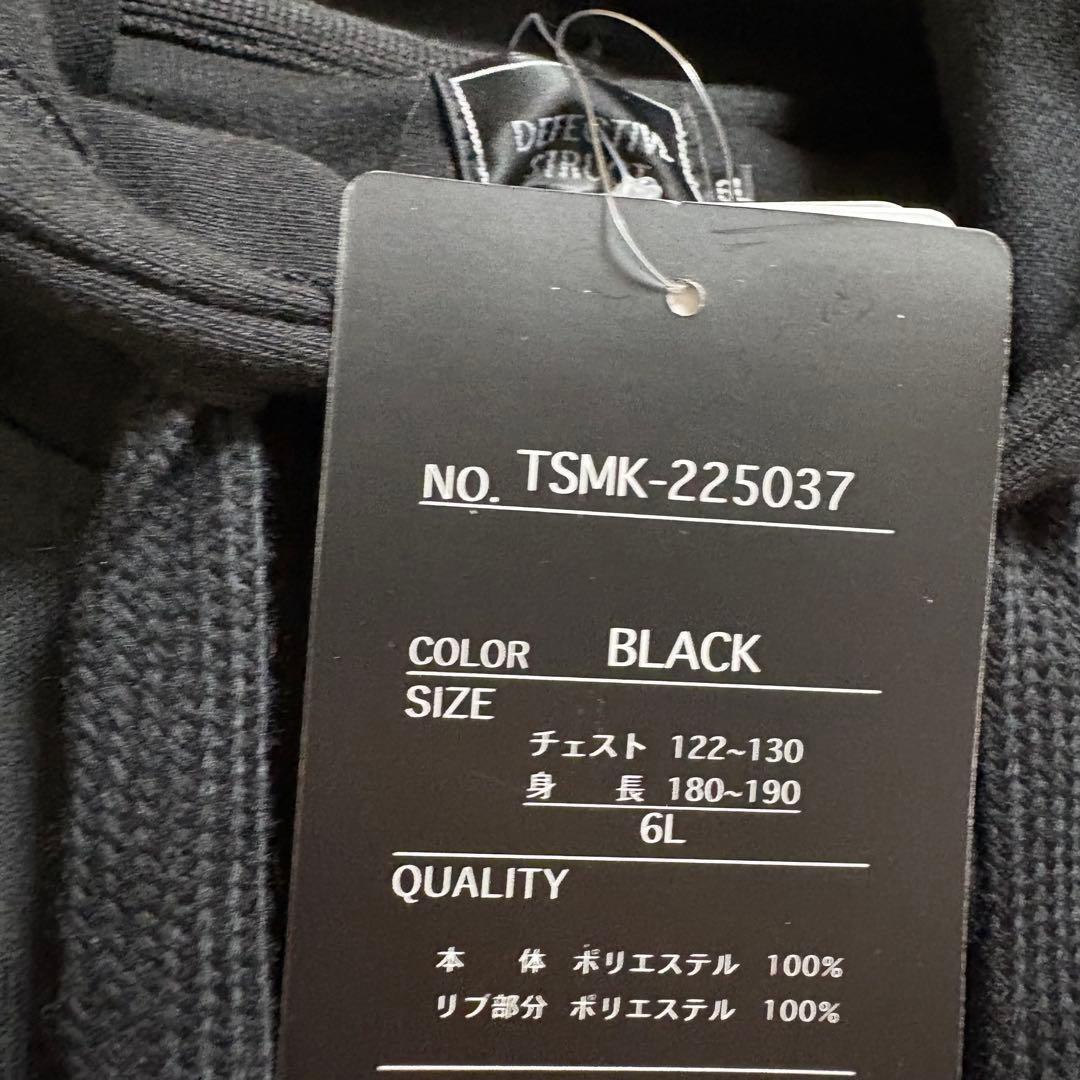 NO. TSMK-225037
COLOR BLACK
SIZE
チェスト 122~130
身 長 180~190
6L
QUALITY
本 体 ポリエステル 100%
リブ部分 ポリエステル 100%